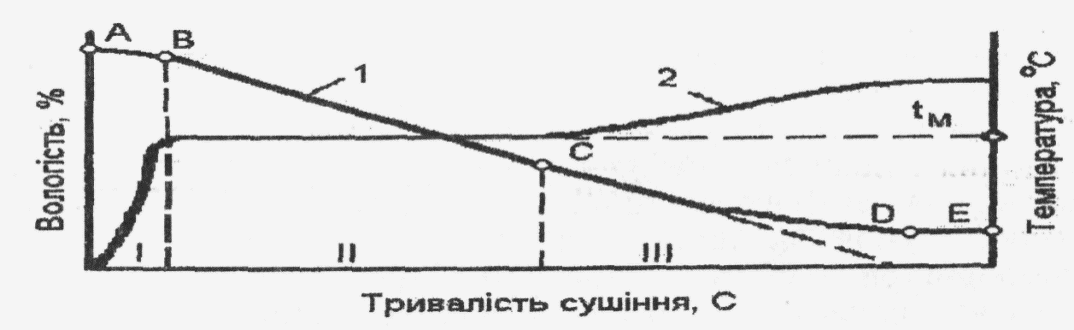 A
B
1
2
C
D
E
tм
I
II
III
Вологість, %
Температура, °С
Тривалість сушіння, С